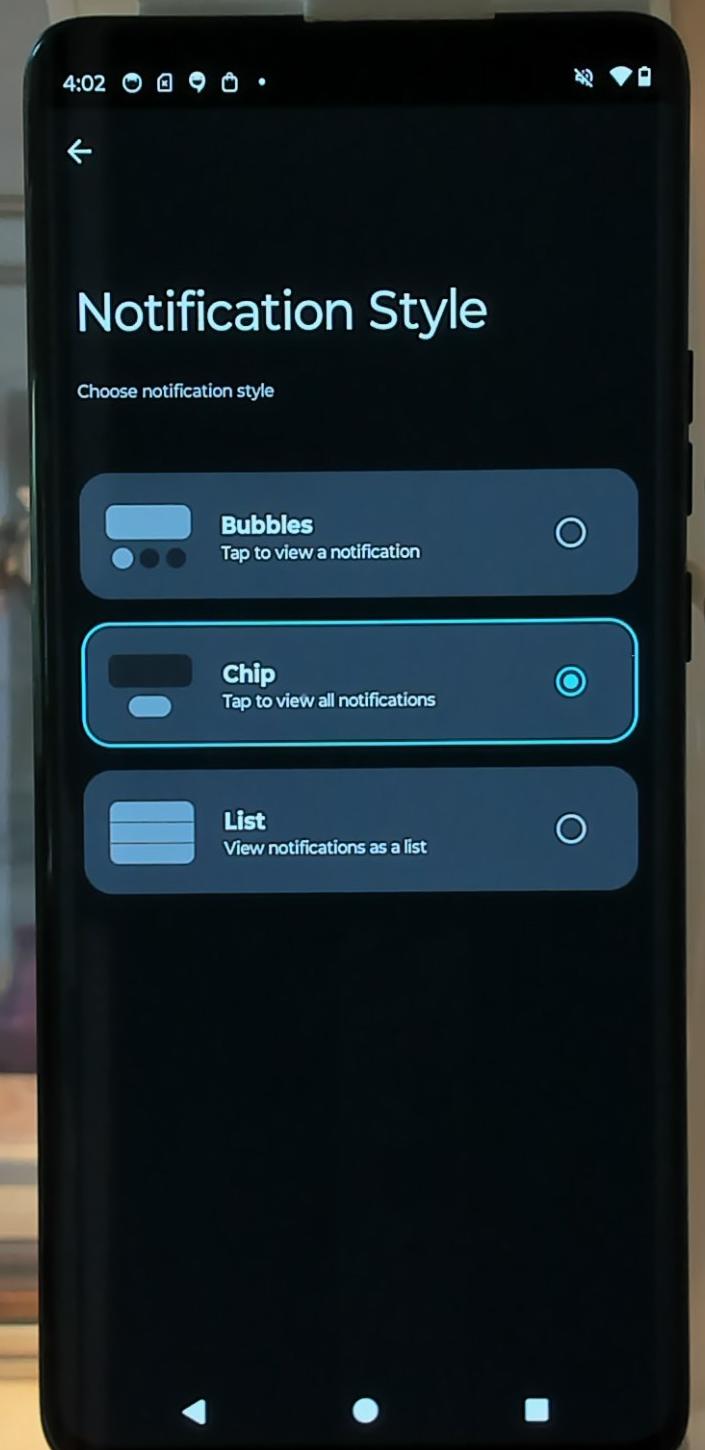 4:02
Notification Style
Choose notification style
Bubbles
Tap to view a notification
Chip
Tap to view all notifications
List
View notifications as a list